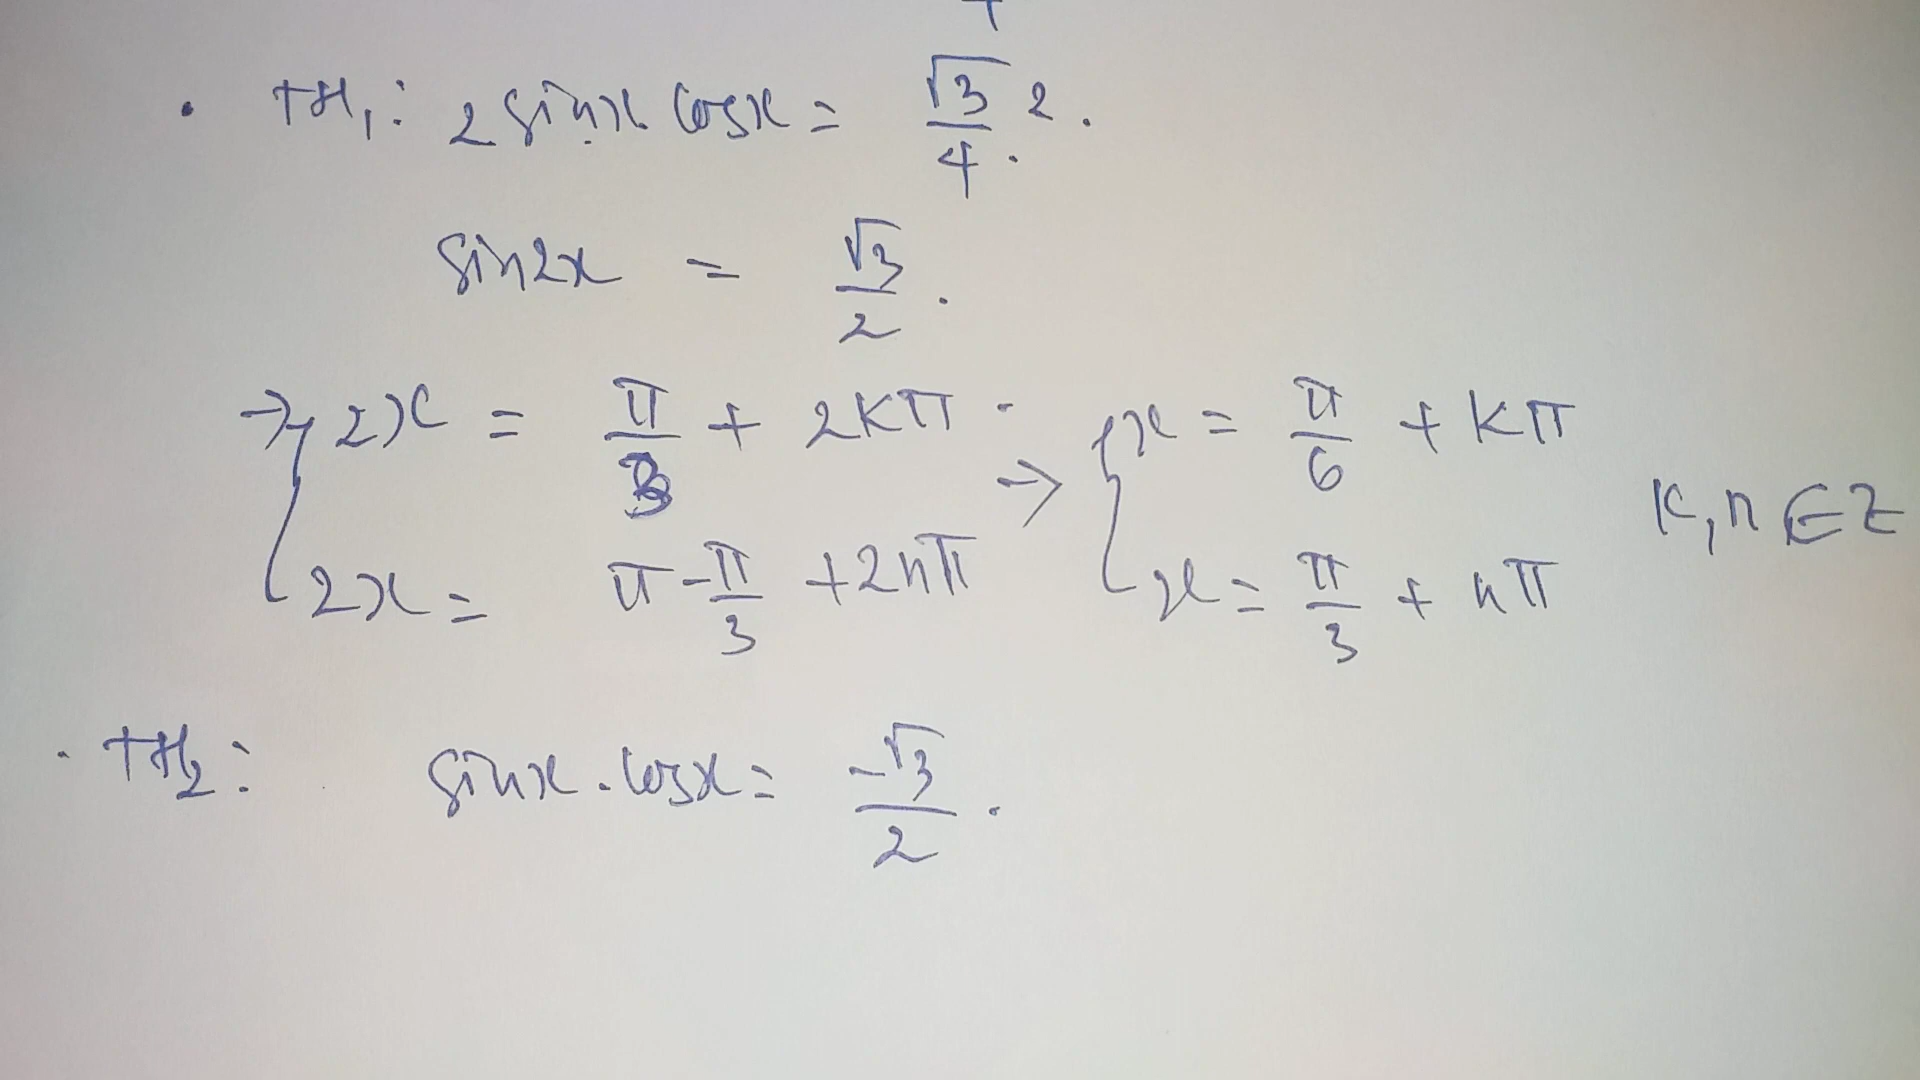 • TH₁: 2 sinx cosx = √3/4 . 2.
sin2x = √3/2.
→ { 2x = π/3 + 2kπ → { x = π/6 + kπ
k,n ∈ Z
2x = π - π/3 + 2nπ x = π/3 + nπ
• TH₂: sinx . cosx = -√3/2.